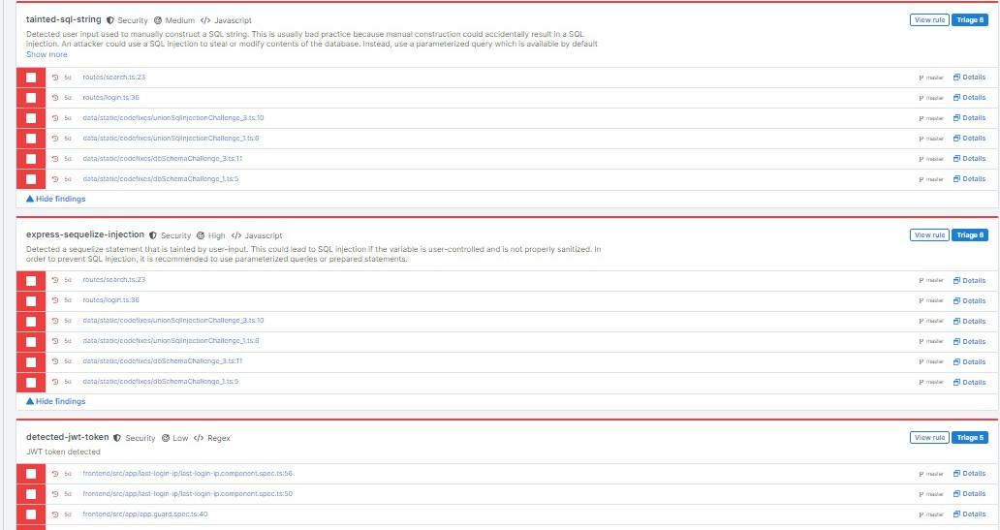 tainted-sql-string Security Medium </> Javascript View rule Triage 6
Detected user input used to manually construct a SQL string. This is usually bad practice because manual construction could accidentally result in a SQL
injection. An attacker could use a SQL injection to steal or modify contents of the database. Instead, use a parameterized query which is available by default
Show more
5d routes/search.ts:23 master Details
5d routes/login.ts:36 master Details
5d data/static/codefixes/unionSqlInjectionChallenge_3.ts:10 master Details
5d data/static/codefixes/unionSqlInjectionChallenge_1.ts:6 master Details
5d data/static/codefixes/dbSchemaChallenge_3.ts:11 master Details
5d data/static/codefixes/dbSchemaChallenge_1.ts:5 master Details
Hide findings
express-sequelize-injection Security High </> Javascript View rule Triage 6
Detected a sequelize statement that is tainted by user-input. This could lead to SQL injection if the variable is user-controlled and is not properly sanitized. In
order to prevent SQL injection, it is recommended to use parameterized queries or prepared statements.
5d routes/search.ts:23 master Details
5d routes/login.ts:36 master Details
5d data/static/codefixes/unionSqlInjectionChallenge_3.ts:10 master Details
5d data/static/codefixes/unionSqlInjectionChallenge_1.ts:6 master Details
5d data/static/codefixes/dbSchemaChallenge_3.ts:11 master Details
5d data/static/codefixes/dbSchemaChallenge_1.ts:5 master Details
Hide findings
detected-jwt-token Security Low </> Regex View rule Triage 5
JWT token detected
5d frontend/src/app/last-login-ip/last-login-ip.component.spec.ts:56 master Details
5d frontend/src/app/last-login-ip/last-login-ip.component.spec.ts:50 master Details
5d frontend/src/app/app.guard.spec.ts:40 master Details